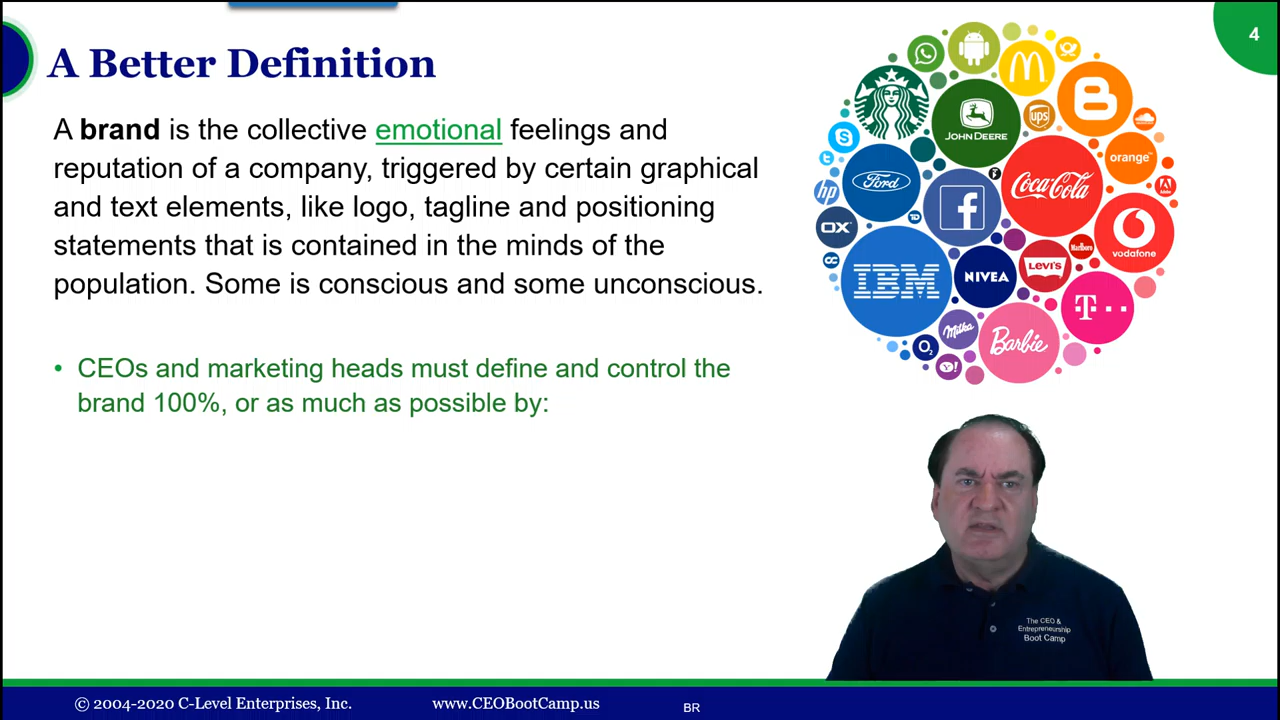 4
A Better Definition
A brand is the collective emotional feelings and
reputation of a company, triggered by certain graphical
and text elements, like logo, tagline and positioning
statements that is contained in the minds of the
population. Some is conscious and some unconscious.
• CEOs and marketing heads must define and control the
brand 100%, or as much as possible by:
JOHN DEERE
ups
orange™
hp
Ford
f
Coca-Cola
Adobe
OX
TD
vodafone
IBM
NIVEA
LEVI'S
Marlboro
T
Milka
O2
Barbie
Y!
The CEO &
Entrepreneurship
Boot Camp
© 2004-2020 C-Level Enterprises, Inc.
www.CEOBootCamp.us
BR